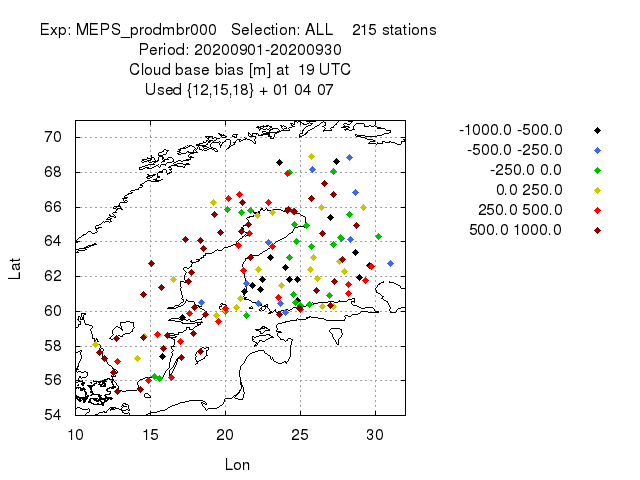 Exp: MEPS_prodmbr000 Selection: ALL 215 stations
Period: 20200901-20200930
Cloud base bias [m] at 19 UTC
Used {12,15,18} + 01 04 07
70
68
66
64
62
60
58
56
54
Lat
10 15 20 25 30
Lon
-1000.0 -500.0
-500.0 -250.0
-250.0 0.0
0.0 250.0
250.0 500.0
500.0 1000.0